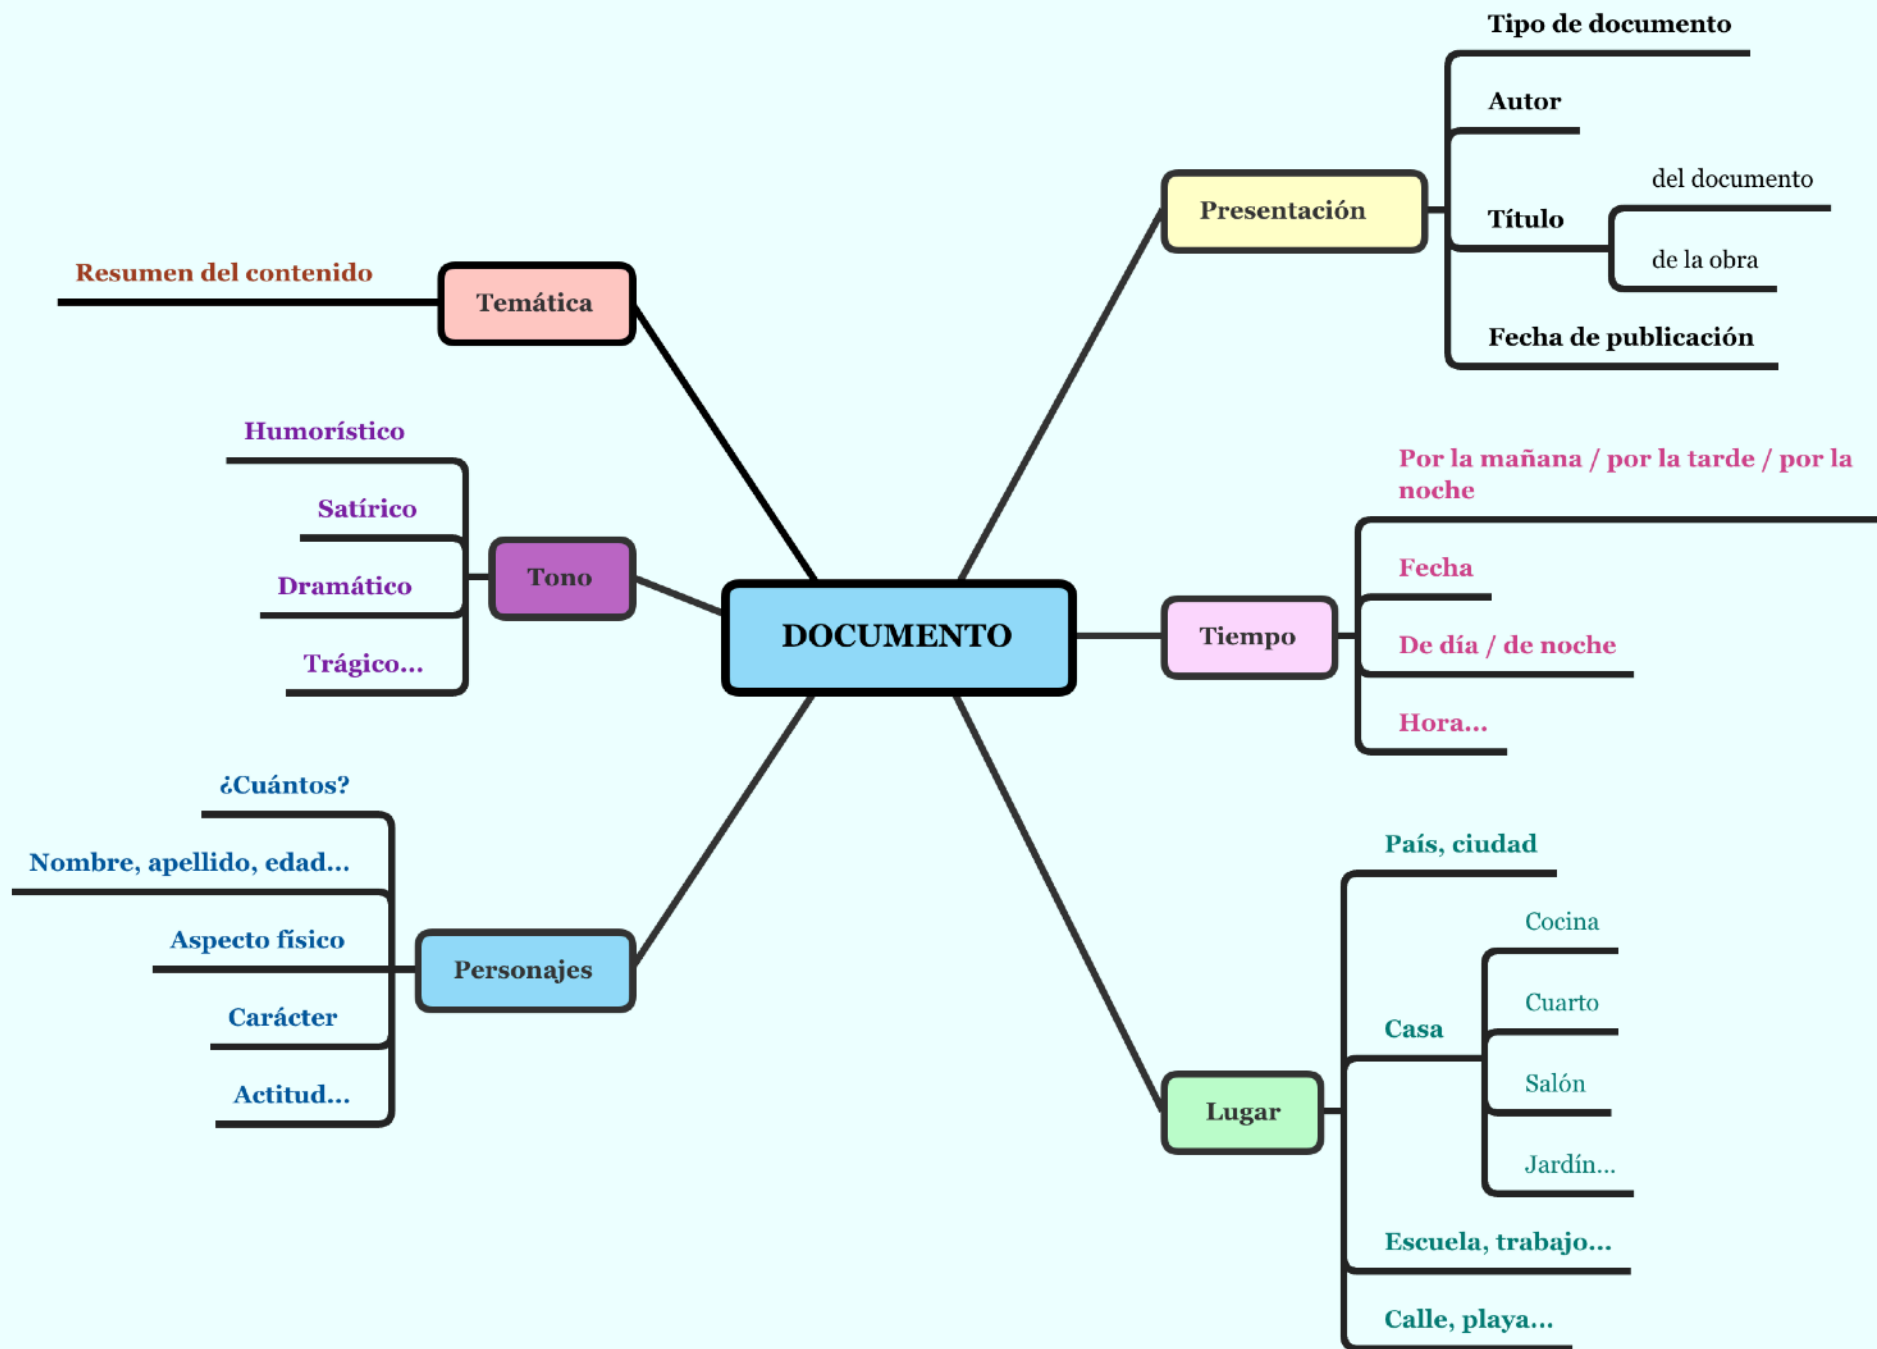 DOCUMENTO
Presentación
Tipo de documento
Autor
Título
del documento
de la obra
Fecha de publicación
Tiempo
Por la mañana / por la tarde / por la
noche
Fecha
De día / de noche
Hora...
Lugar
País, ciudad
Casa
Cocina
Cuarto
Salón
Jardín...
Escuela, trabajo...
Calle, playa...
Temática
Resumen del contenido
Tono
Humorístico
Satírico
Dramático
Trágico...
Personajes
¿Cuántos?
Nombre, apellido, edad...
Aspecto físico
Carácter
Actitud...